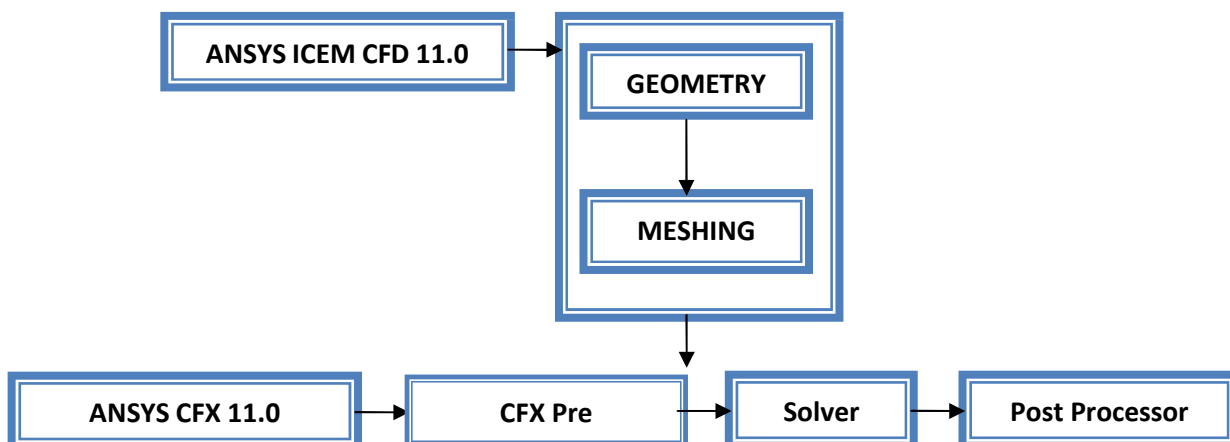 ANSYS ICEM CFD 11.0
GEOMETRY
MESHING
ANSYS CFX 11.0
CFX Pre
Solver
Post Processor